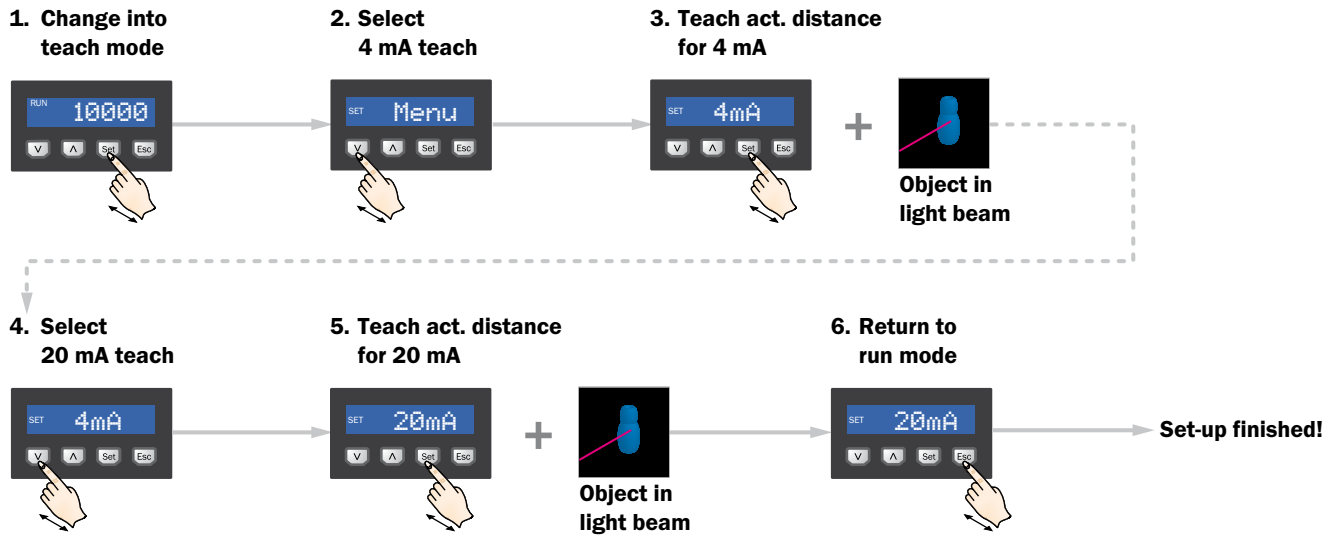 1. Change into
teach mode
2. Select
4 mA teach
3. Teach act. distance
for 4 mA
RUN 10000
V Λ Set Esc
SET Menu
V Λ Set Esc
SET 4mA
V Λ Set Esc
+
Object in
light beam
4. Select
20 mA teach
5. Teach act. distance
for 20 mA
6. Return to
run mode
SET 4mA
V Λ Set Esc
SET 20mA
V Λ Set Esc
+
Object in
light beam
SET 20mA
V Λ Set Esc
Set-up finished!